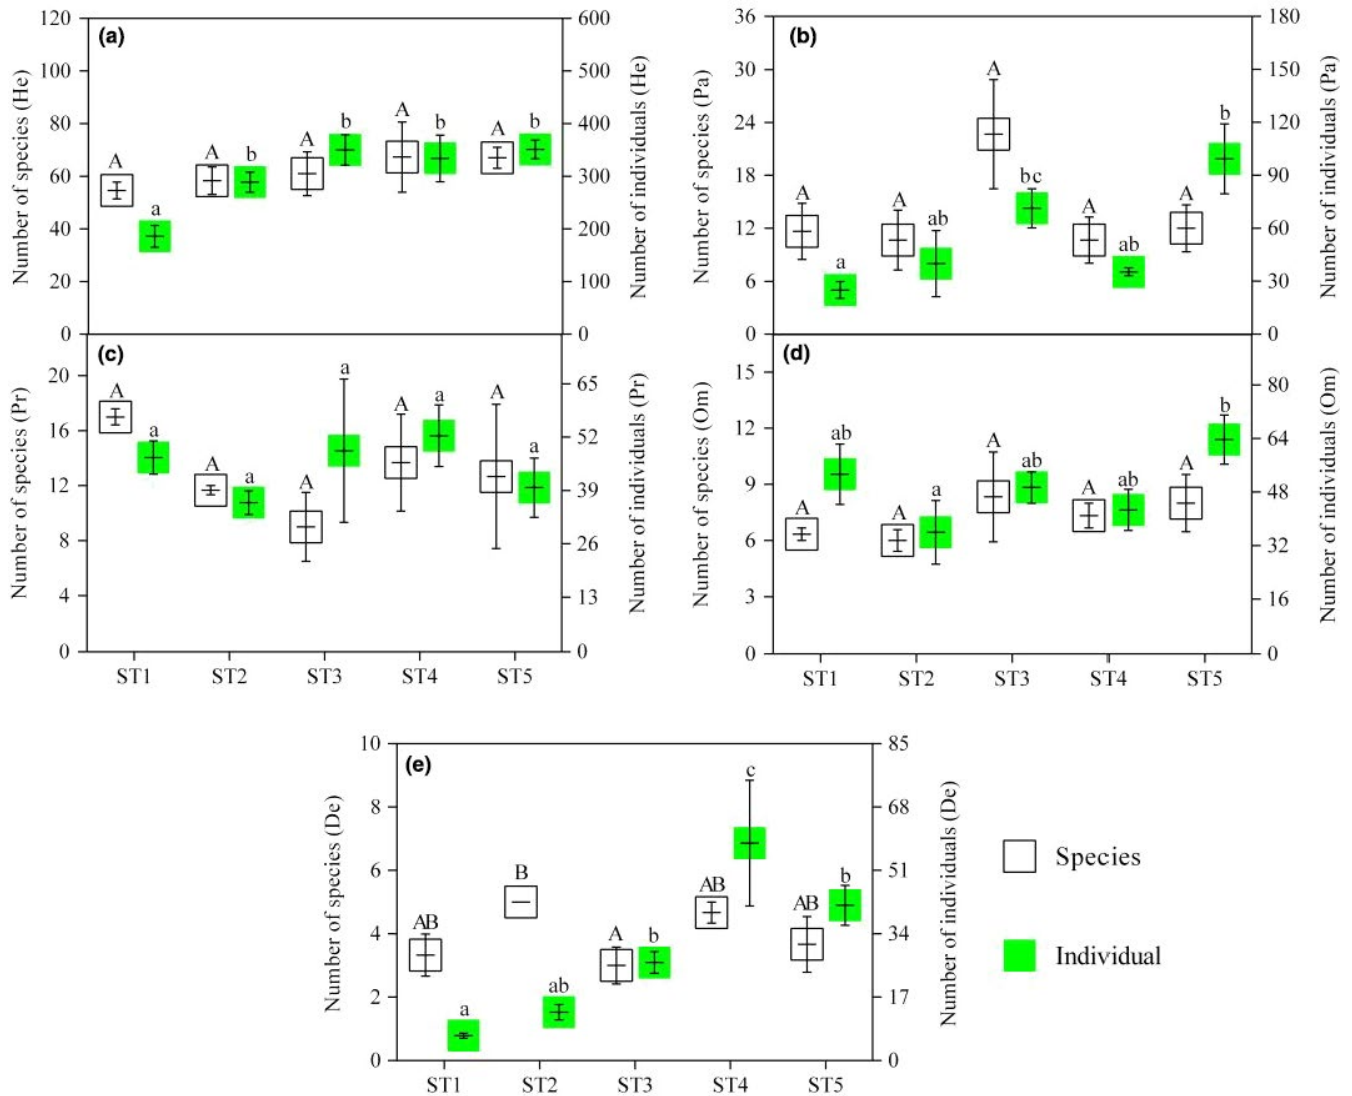 (a)
Number of species (He)
120
100
80
60
40
20
0
A
a
A
b
A
b
A
b
A
b
600
500
400
300
200
100
0
Number of individuals (He)
(b)
Number of species (Pa)
36
30
24
18
12
6
0
A
a
A
ab
A
bc
A
ab
A
b
180
150
120
90
60
30
0
Number of individuals (Pa)
(c)
Number of species (Pr)
20
16
12
8
4
0
A
a
A
a
A
a
A
a
A
a
65
52
39
26
13
0
Number of individuals (Pr)
ST1 ST2 ST3 ST4 ST5
(d)
Number of species (Om)
15
12
9
6
3
0
A
ab
A
a
A
ab
A
ab
A
b
80
64
48
32
16
0
Number of individuals (Om)
ST1 ST2 ST3 ST4 ST5
(e)
Number of species (De)
10
8
6
4
2
0
AB
a
B
ab
A
b
AB
c
AB
b
85
68
51
34
17
0
Number of individuals (De)
ST1 ST2 ST3 ST4 ST5
Species
Individual